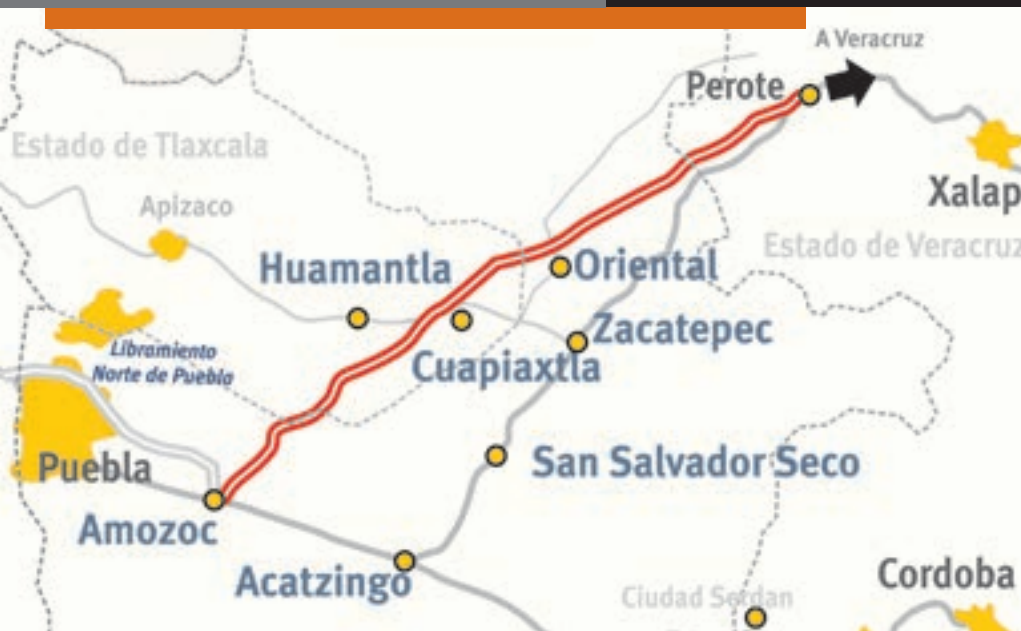 A Veracruz
Perote
Estado de Tlaxcala
Xalap
Apizaco
Estado de Veracruz
Huamantla
Oriental
Zacatepec
Libramiento
Norte de Puebla
Cuapiaxtla
San Salvador Seco
Puebla
Amozoc
Acatzingo
Cordoba
Ciudad Serdan